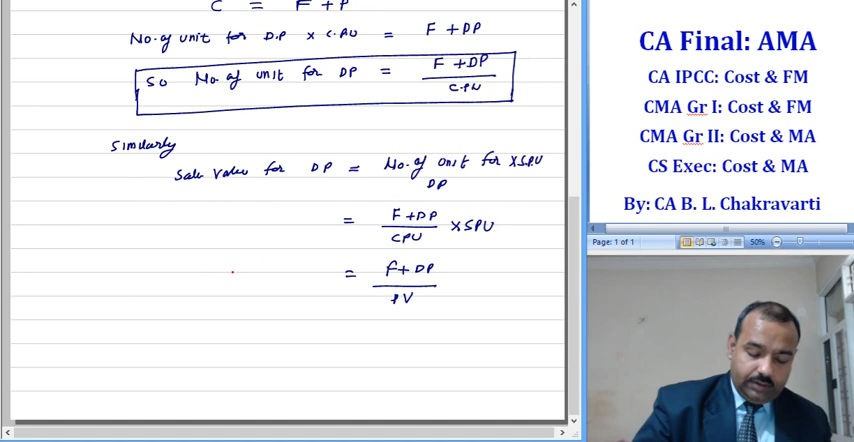 C = F + P
No. of unit for D.P x C.PU = F + DP
So No. of unit for DP = F + DP / C.PU
Similarly
Sale Value for DP = No. of unit for DP x SPU
= F + DP / CPU x SPU
= F + DP / PV
CA Final: AMA
CA IPCC: Cost & FM
CMA Gr I: Cost & FM
CMA Gr II: Cost & MA
CS Exec: Cost & MA
By: CA B. L. Chakravarti
Page: 1 of 1
50%